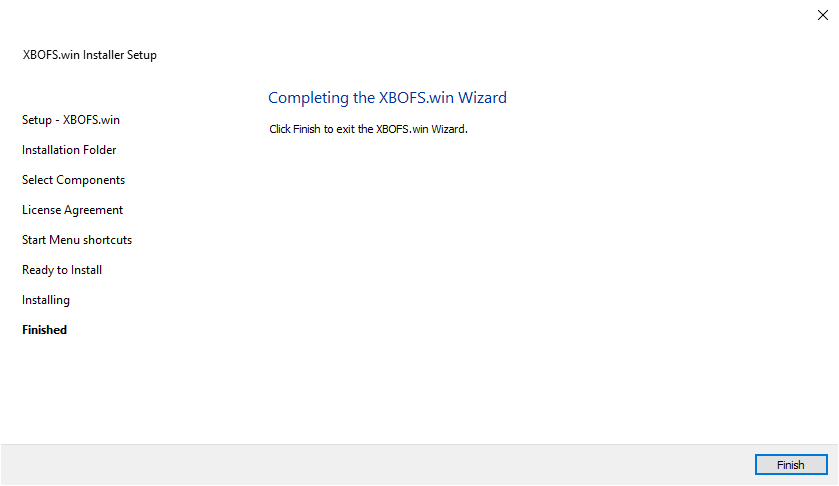 XBOFS.win Installer Setup
Completing the XBOFS.win Wizard
Click Finish to exit the XBOFS.win Wizard.
Setup - XBOFS.win
Installation Folder
Select Components
License Agreement
Start Menu shortcuts
Ready to Install
Installing
Finished
Finish